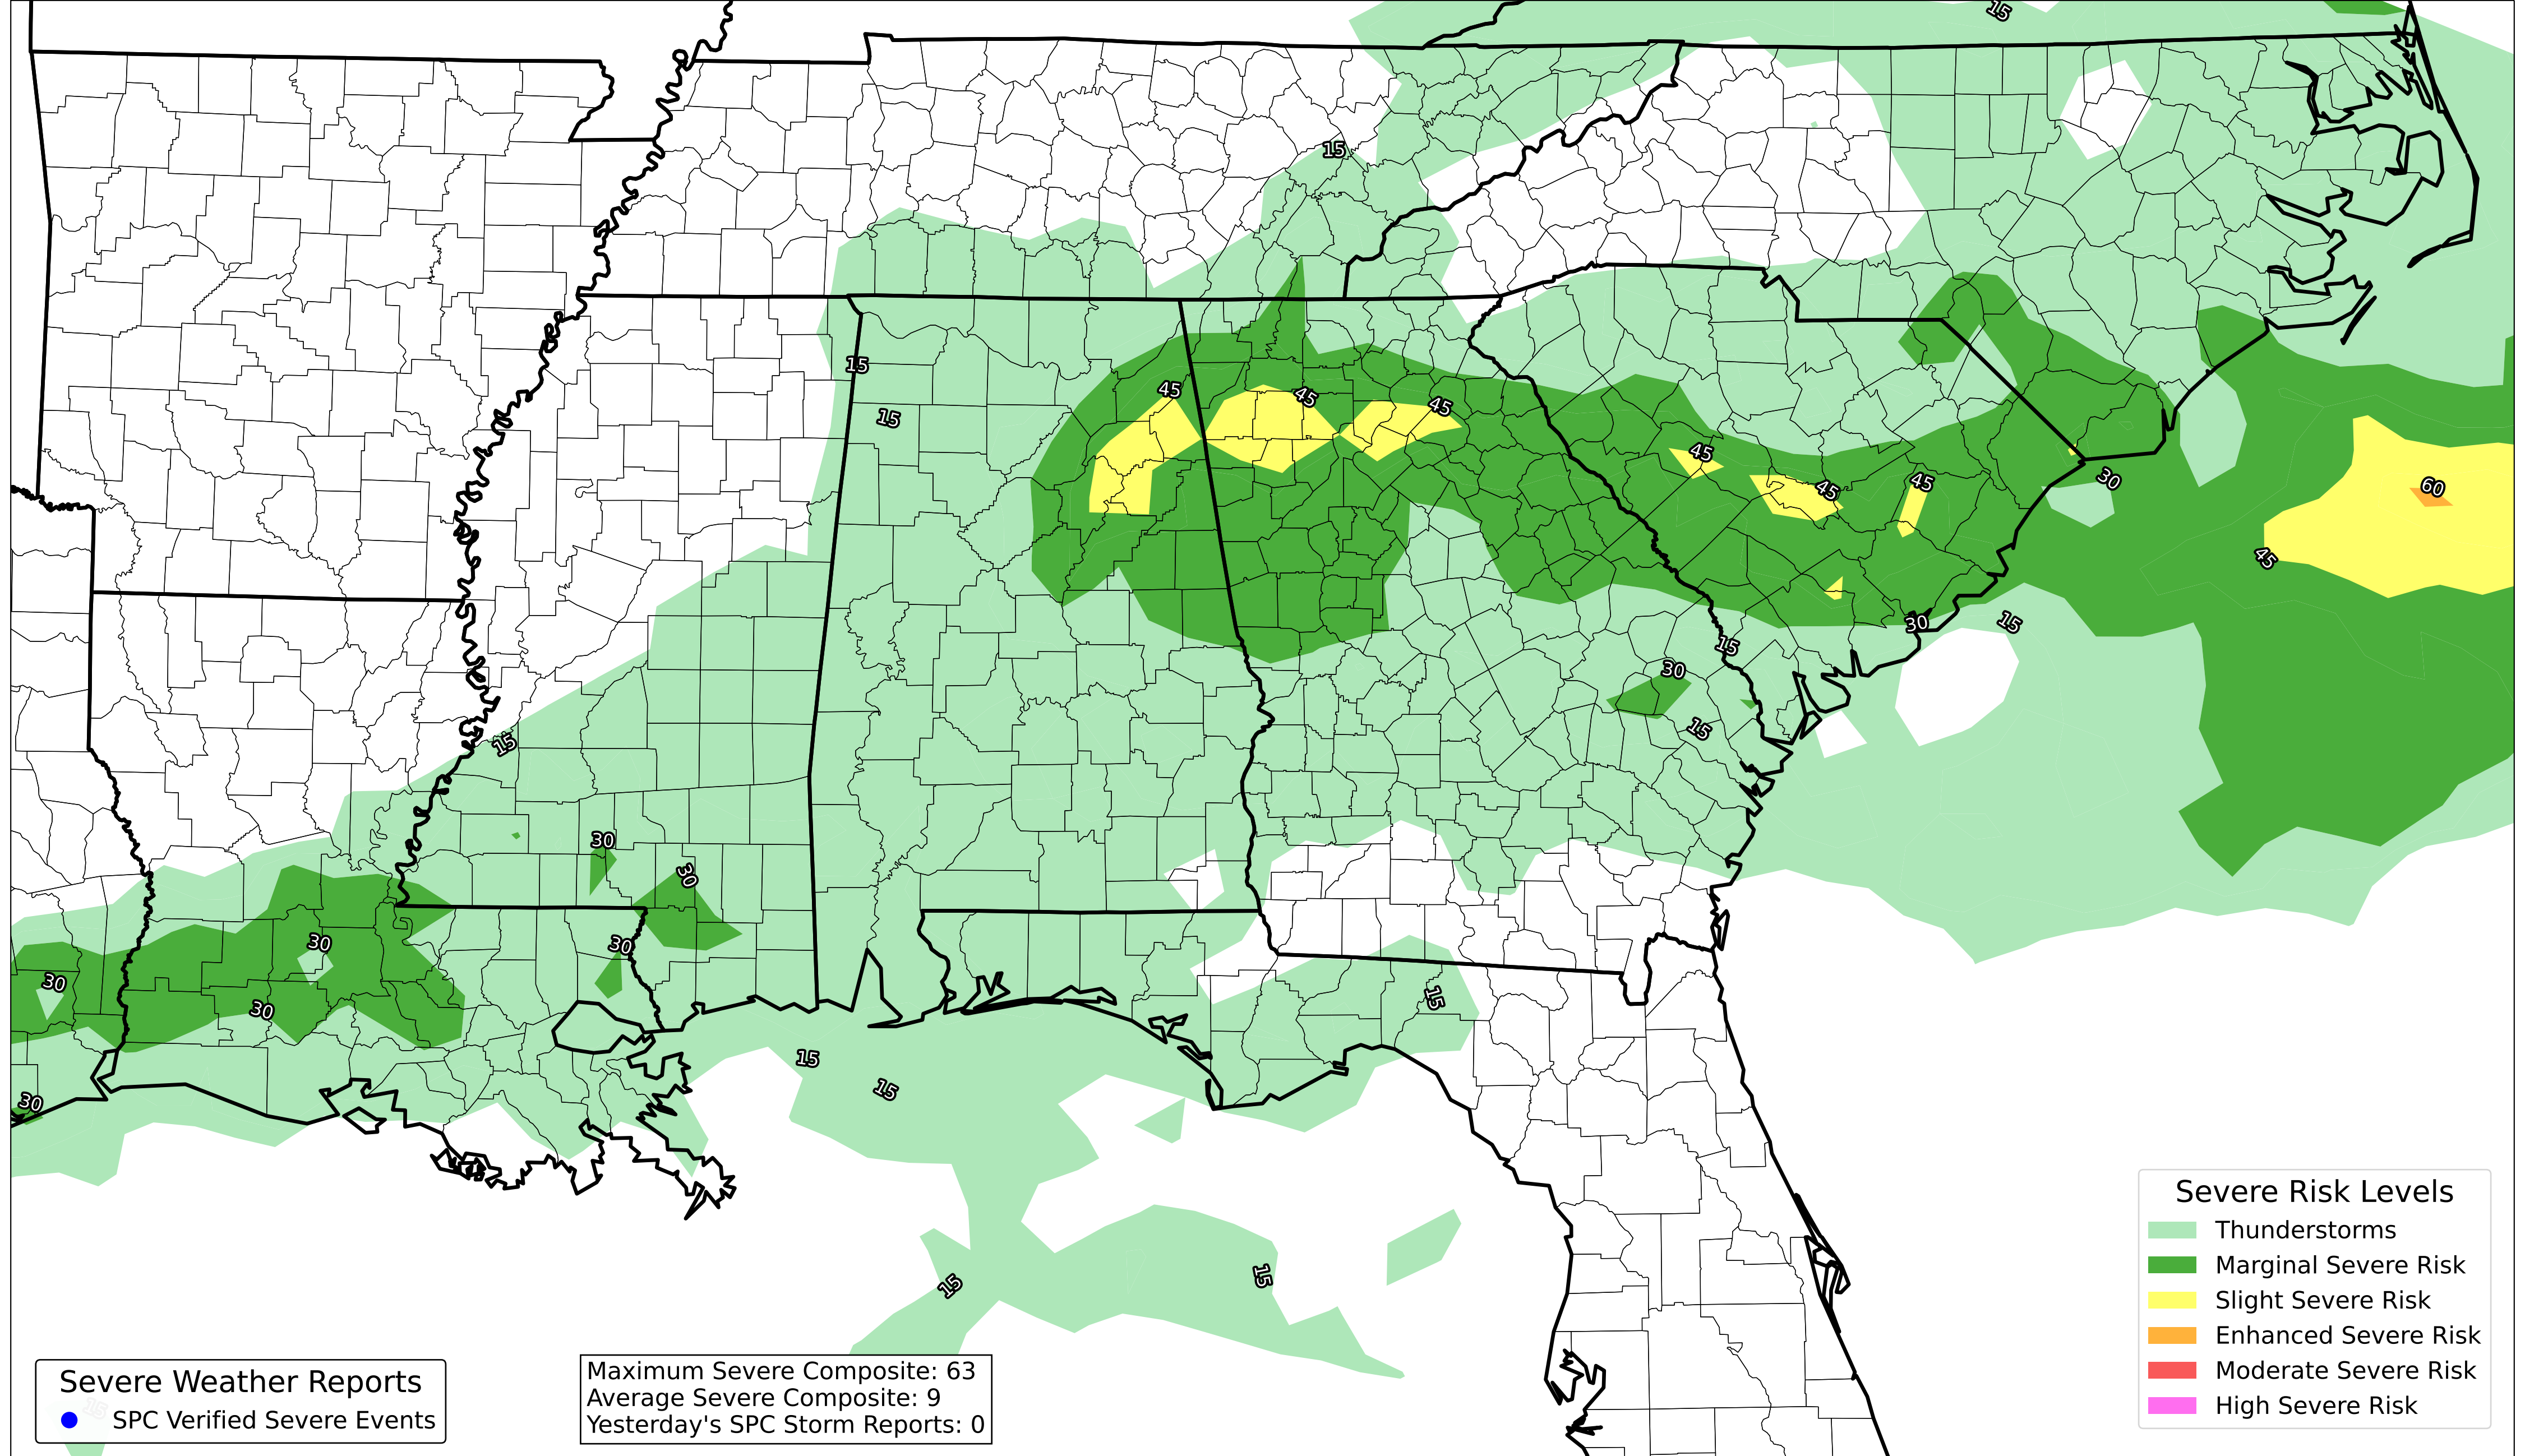 15
15
15
15
45
45
45
45
45
45
30
60
45
30
15
15
30
15
15
30
30
30
30
30
30
30
15
15
15
15
15
15
Severe Risk Levels
Thunderstorms
Marginal Severe Risk
Slight Severe Risk
Enhanced Severe Risk
Moderate Severe Risk
High Severe Risk
Severe Weather Reports
SPC Verified Severe Events
Maximum Severe Composite: 63
Average Severe Composite: 9
Yesterday's SPC Storm Reports: 0